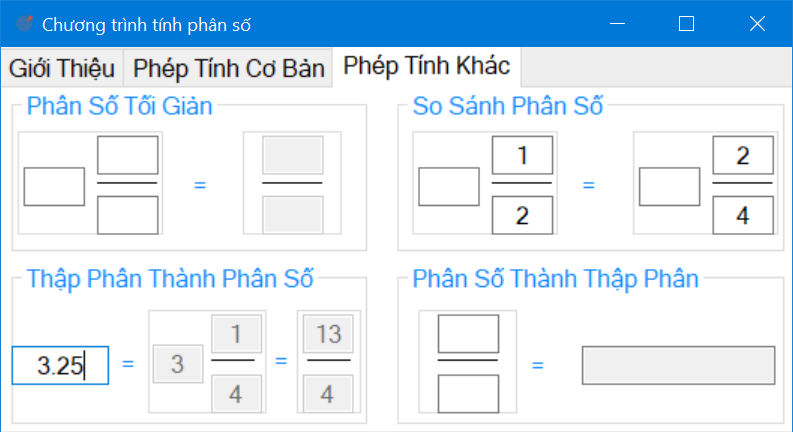 Chương trình tính phân số
Giới Thiệu Phép Tính Cơ Bản Phép Tính Khác
Phân Số Tối Giản
=
So Sánh Phân Số
1
2
=
2
4
Thập Phân Thành Phân Số
3.25 = 3
1
4
=
13
4
Phân Số Thành Thập Phân
=